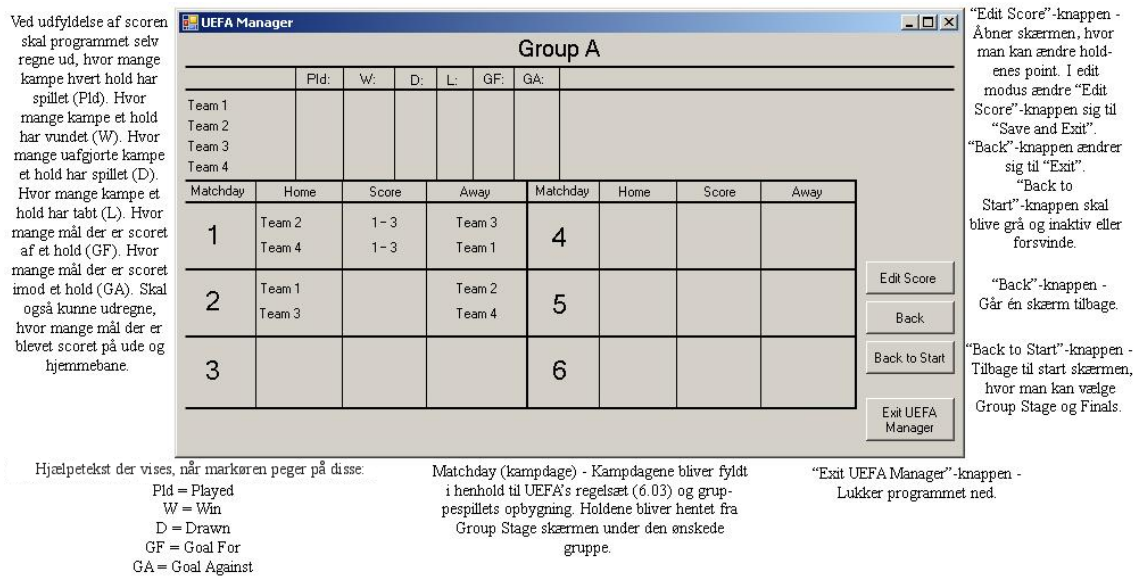 Ved udfyldelse af scoren
skal programmet selv
regne ud, hvor mange
kampe hvert hold har
spillet (Pld). Hvor
mange kampe et hold
har vundet (W). Hvor
mange uafgjorte kampe
et hold har spillet (D).
Hvor mange kampe et
hold har tabt (L). Hvor
mange mål der er scoret
af et hold (GF). Hvor
mange mål der er scoret
imod et hold (GA). Skal
også kunne udregne,
hvor mange mål der er
blevet scoret på ude og
hjemmebane.
UEFA Manager
Group A
Pld: W: D: L: GF: GA:
Team 1
Team 2
Team 3
Team 4
Matchday Home Score Away Matchday Home Score Away
1 4
Team 2 1 - 3 Team 3
Team 4 1 - 3 Team 1
2 5
Team 1 Team 2
Team 3 Team 4
3 6
Edit Score
Back
Back to Start
Exit UEFA
Manager
“Edit Score”-knappen -
Åbner skærmen, hvor
man kan ændre hold-
enes point. I edit
modus ændre “Edit
Score”-knappen sig til
“Save and Exit”.
“Back”-knappen ændrer
sig til “Exit”.
“Back to
Start”-knappen skal
blive grå og inaktiv eller
forsvinde.
“Back”-knappen -
Går én skærm tilbage.
“Back to Start”-knappen -
Tilbage til start skærmen,
hvor man kan vælge
Group Stage og Finals.
Hjælpetekst der vises, når markøren peger på disse:
Pld = Played
W = Win
D = Drawn
GF = Goal For
GA = Goal Against
Matchday (kampdage) - Kampdagene bliver fyldt
i henhold til UEFA's regelsæt (6.03) og grup-
pespillets opbygning. Holdene bliver hentet fra
Group Stage skærmen under den ønskede
gruppe.
“Exit UEFA Manager”-knappen -
Lukker programmet ned.